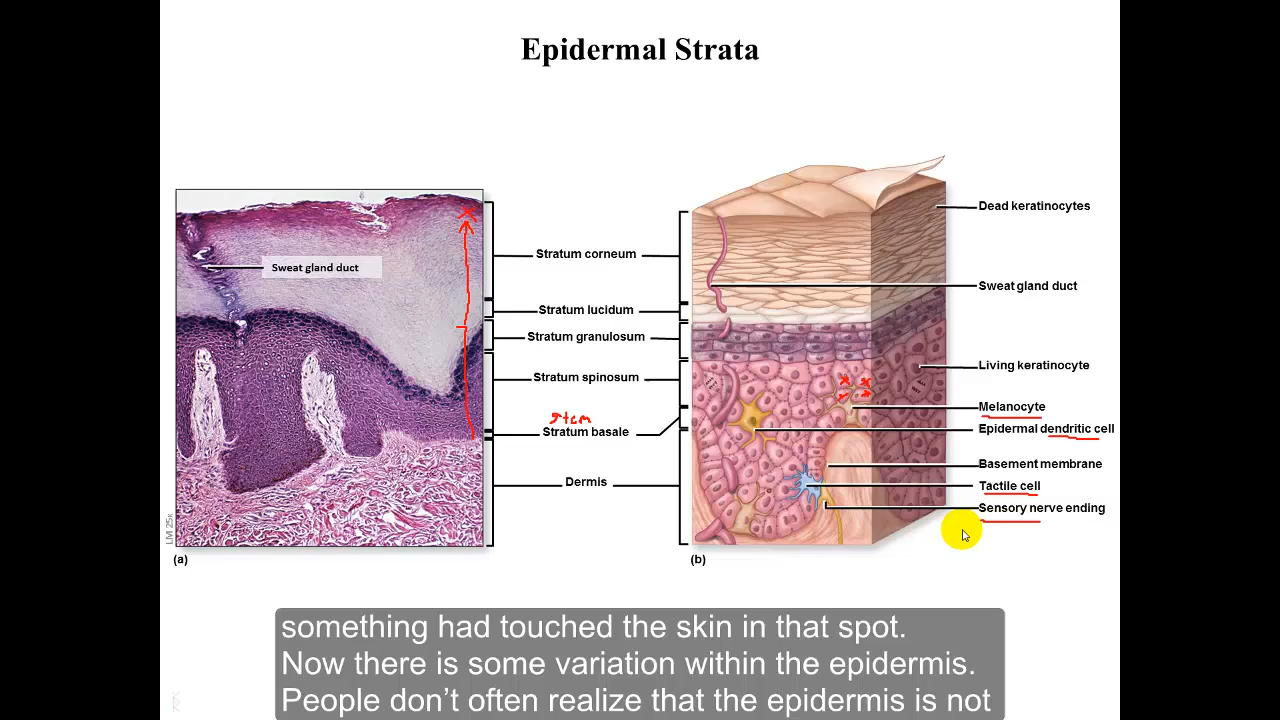 Epidermal Strata
Sweat gland duct
LM 25x
(a)
Stratum corneum
Stratum lucidum
Stratum granulosum
Stratum spinosum
stem
Stratum basale
Dermis
Dead keratinocytes
Sweat gland duct
Living keratinocyte
Melanocyte
Epidermal dendritic cell
Basement membrane
Tactile cell
Sensory nerve ending
(b)
something had touched the skin in that spot.
Now there is some variation within the epidermis.
People don’t often realize that the epidermis is not